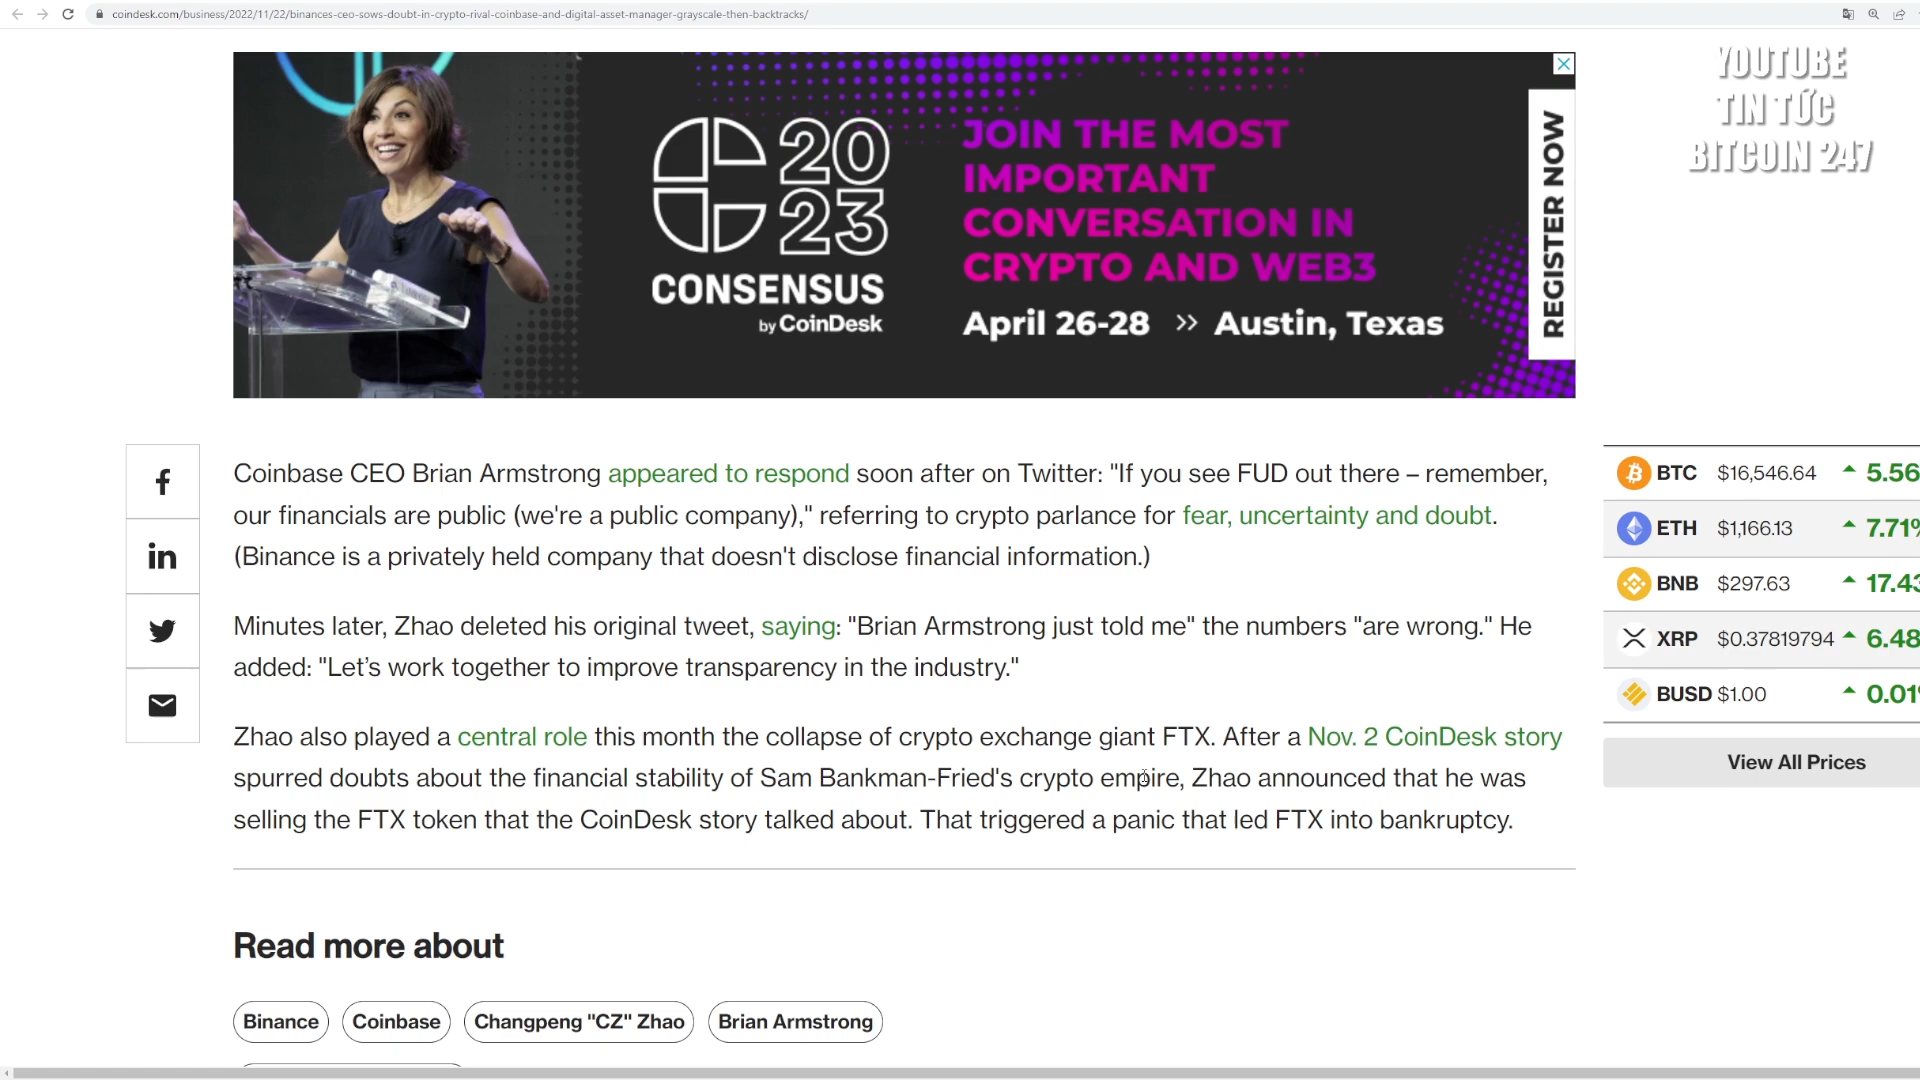 coindesk.com/business/2022/11/22/binances-ceo-sows-doubt-in-crypto-rival-coinbase-and-digital-asset-manager-grayscale-then-backtracks/
YOUTUBE
TIN TỨC
BITCOIN 247
2023
CONSENSUS
by CoinDesk
JOIN THE MOST
IMPORTANT
CONVERSATION IN
CRYPTO AND WEB3
April 26-28 >> Austin, Texas
REGISTER NOW
Coinbase CEO Brian Armstrong appeared to respond soon after on Twitter: "If you see FUD out there – remember,
our financials are public (we're a public company)," referring to crypto parlance for fear, uncertainty and doubt.
(Binance is a privately held company that doesn't disclose financial information.)
Minutes later, Zhao deleted his original tweet, saying: "Brian Armstrong just told me" the numbers "are wrong." He
added: "Let’s work together to improve transparency in the industry."
Zhao also played a central role this month the collapse of crypto exchange giant FTX. After a Nov. 2 CoinDesk story
spurred doubts about the financial stability of Sam Bankman-Fried's crypto empire, Zhao announced that he was
selling the FTX token that the CoinDesk story talked about. That triggered a panic that led FTX into bankruptcy.
BTC $16,546.64 5.56
ETH $1,166.13 7.71%
BNB $297.63 17.43
XRP $0.37819794 6.48
BUSD $1.00 0.01%
View All Prices
Read more about
Binance
Coinbase
Changpeng "CZ" Zhao
Brian Armstrong